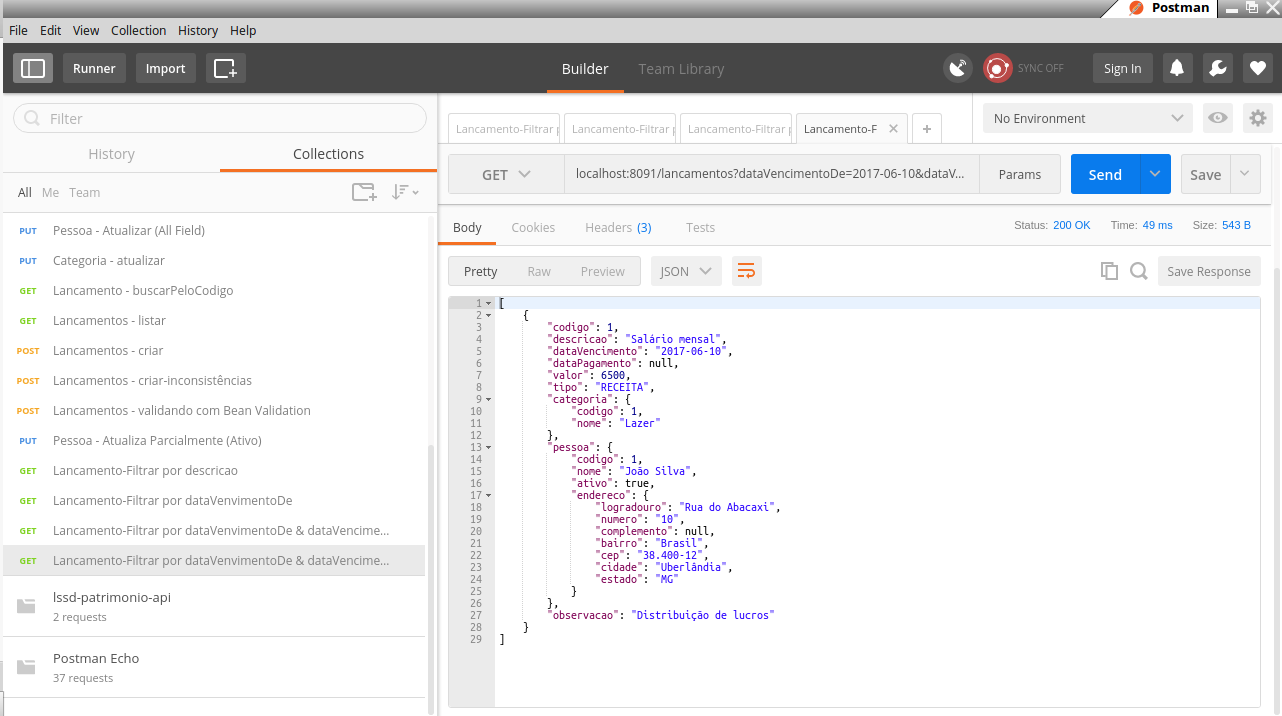 Postman
File Edit View Collection History Help
Runner Import Builder Team Library SYNC OFF Sign In
Filter
History Collections
All Me Team
PUT Pessoa - Atualizar (All Field)
PUT Categoria - atualizar
GET Lancamento - buscarPeloCodigo
GET Lancamentos - listar
POST Lancamentos - criar
POST Lancamentos - criar-inconsistências
POST Lancamentos - validando com Bean Validation
PUT Pessoa - Atualiza Parcialmente (Ativo)
GET Lancamento-Filtrar por descricao
GET Lancamento-Filtrar por dataVenvimentoDe
GET Lancamento-Filtrar por dataVenvimentoDe & dataVencime...
GET Lancamento-Filtrar por dataVenvimentoDe & dataVencime...
lssd-patrimonio-api
2 requests
Postman Echo
37 requests
Lancamento-Filtrar p Lancamento-Filtrar p Lancamento-Filtrar p Lancamento-F
No Environment
GET localhost:8091/lancamentos?dataVencimentoDe=2017-06-10&dataV... Params Send Save
Body Cookies Headers (3) Tests Status: 200 OK Time: 49 ms Size: 543 B
Pretty Raw Preview JSON Save Response
1 [
2 {
3 "codigo": 1,
4 "descricao": "Salário mensal",
5 "dataVencimento": "2017-06-10",
6 "dataPagamento": null,
7 "valor": 6500,
8 "tipo": "RECEITA",
9 "categoria": {
10 "codigo": 1,
11 "nome": "Lazer"
12 },
13 "pessoa": {
14 "codigo": 1,
15 "nome": "João Silva",
16 "ativo": true,
17 "endereco": {
18 "logradouro": "Rua do Abacaxi",
19 "numero": "10",
20 "complemento": null,
21 "bairro": "Brasil",
22 "cep": "38.400-12",
23 "cidade": "Uberlândia",
24 "estado": "MG"
25 }
26 },
27 "observacao": "Distribuição de lucros"
28 }
29 ]